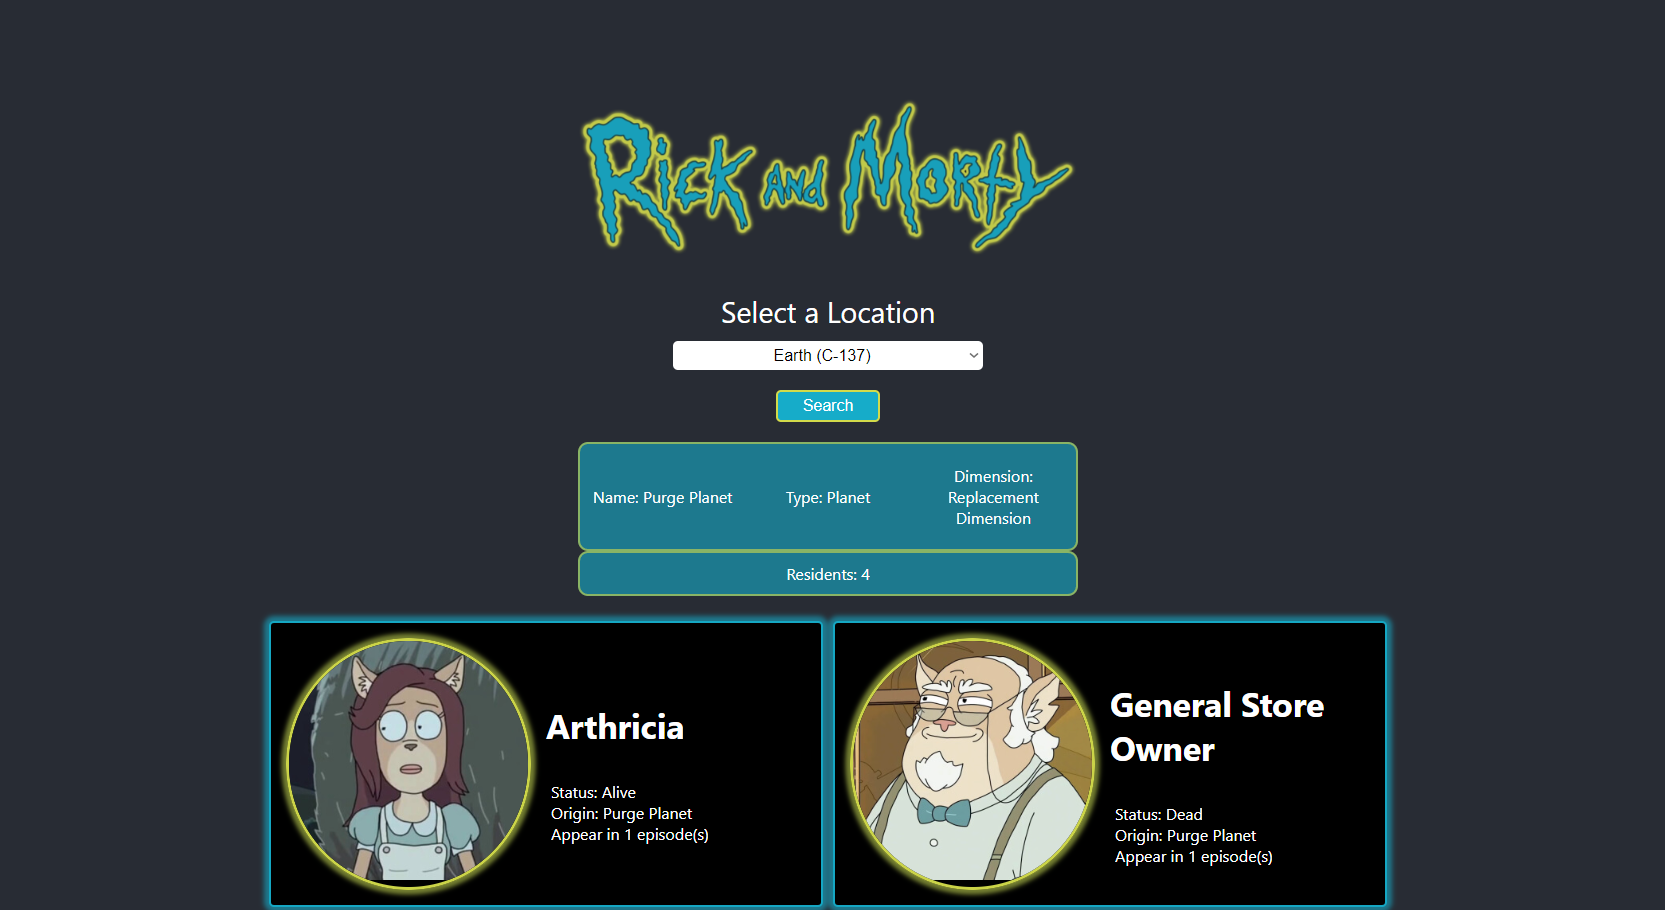 Rick and Morty
Select a Location
Earth (C-137)
Search
Name: Purge Planet
Type: Planet
Dimension:
Replacement
Dimension
Residents: 4
Arthricia
Status: Alive
Origin: Purge Planet
Appear in 1 episode(s)
General Store
Owner
Status: Dead
Origin: Purge Planet
Appear in 1 episode(s)